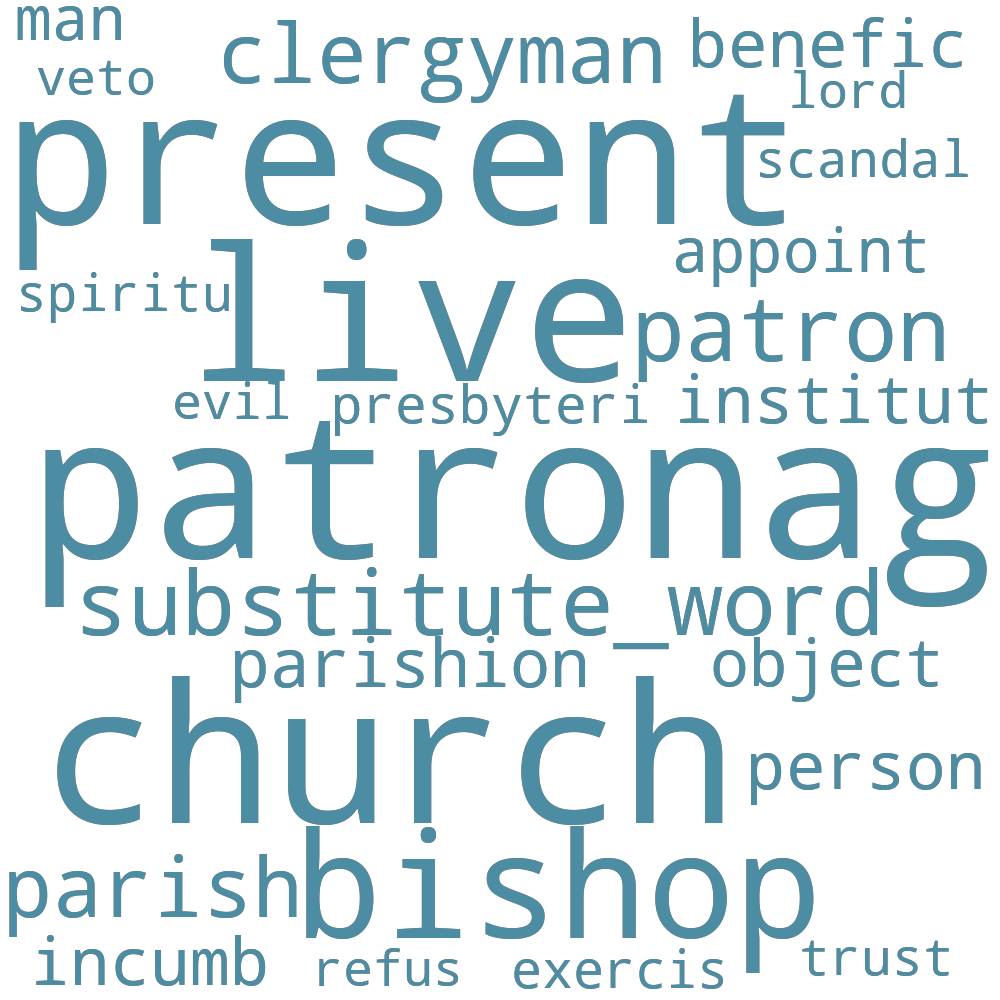 man
clergyman
benefic
veto
lord
present
scandal
appoint
live
spiritu
patron
evil
presbyteri
institut
patronag
substitute_word
parishion
object
church
person
bishop
parish
incumb
refus
exercis
trust